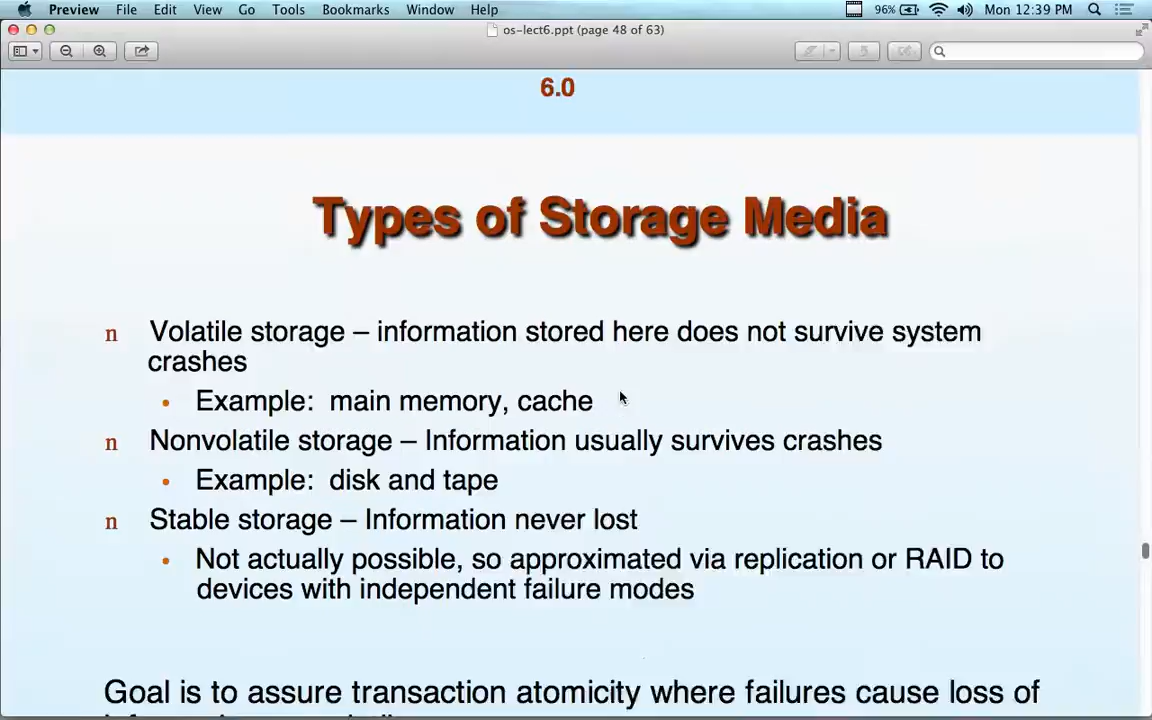 Preview File Edit View Go Tools Bookmarks Window Help 96% Mon 12:39 PM
os-lect6.ppt (page 48 of 63)
6.0
Types of Storage Media
n Volatile storage – information stored here does not survive system
crashes
• Example: main memory, cache
n Nonvolatile storage – Information usually survives crashes
• Example: disk and tape
n Stable storage – Information never lost
• Not actually possible, so approximated via replication or RAID to
devices with independent failure modes
Goal is to assure transaction atomicity where failures cause loss of